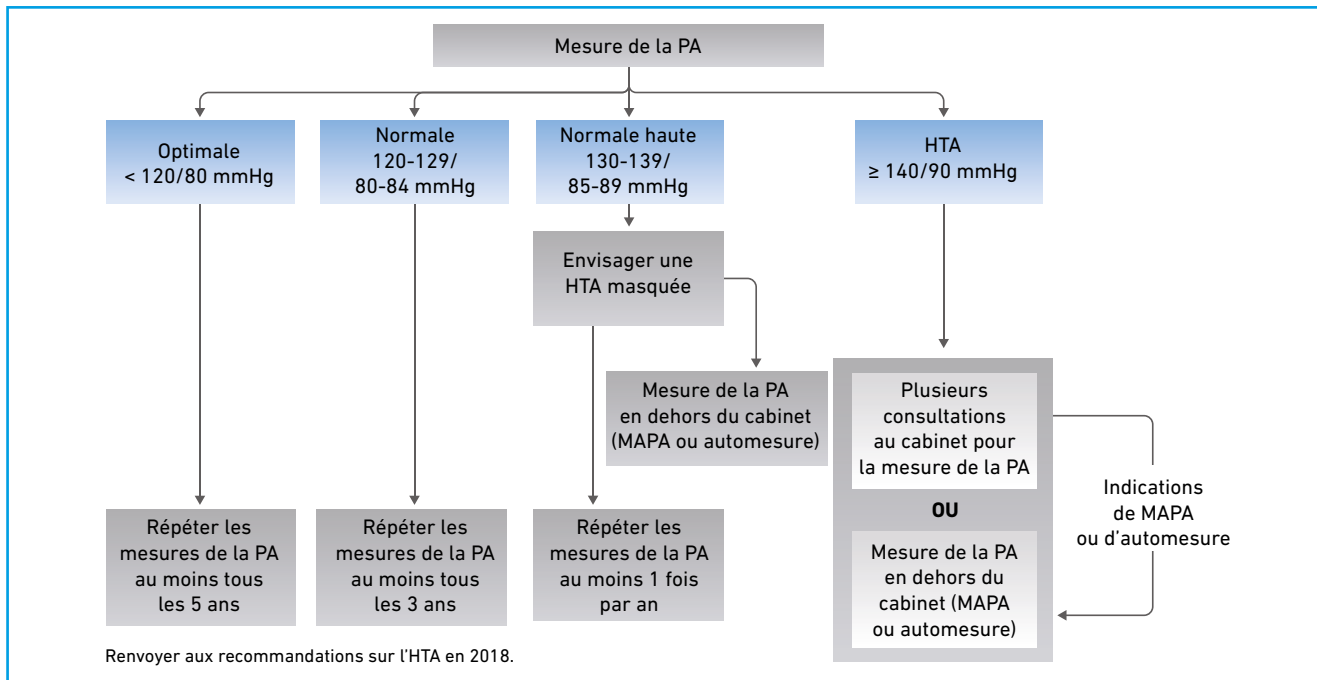 Mesure de la PA
Optimale
< 120/80 mmHg
Normale
120-129/
80-84 mmHg
Normale haute
130-139/
85-89 mmHg
HTA
≥ 140/90 mmHg
Envisager une
HTA masquée
Mesure de la PA
en dehors du cabinet
(MAPA ou automesure)
Plusieurs
consultations
au cabinet pour
la mesure de la PA
OU
Mesure de la PA
en dehors du
cabinet (MAPA
ou automesure)
Indications
de MAPA
ou d'automesure
Répéter les
mesures de la PA
au moins tous
les 5 ans
Répéter les
mesures de la PA
au moins tous
les 3 ans
Répéter les
mesures de la PA
au moins 1 fois
par an
Renvoyer aux recommandations sur l'HTA en 2018.